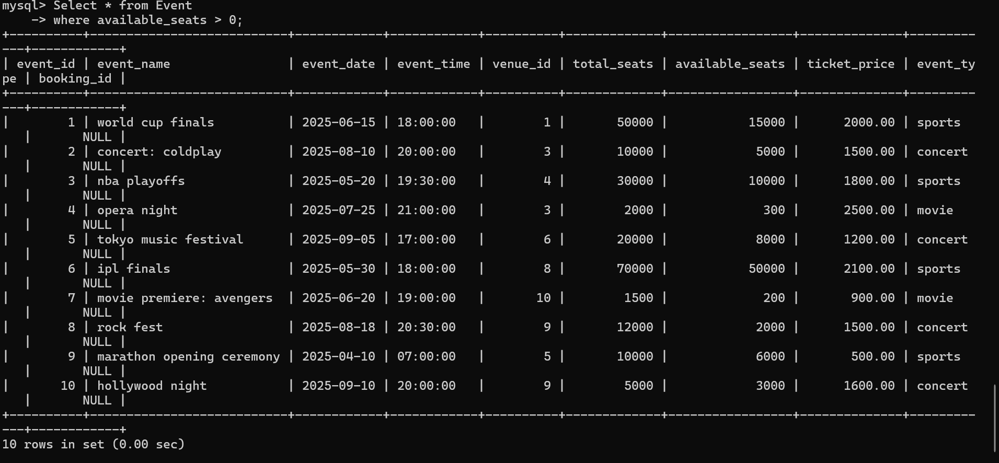 mysql> Select * from Event
    -> where available_seats > 0;
+----------+---------------------------+------------+------------+----------+-------------+-----------------+--------------+---------
---+------------+
| event_id | event_name                | event_date | event_time | venue_id | total_seats | available_seats | ticket_price | event_ty
pe | booking_id |
+----------+---------------------------+------------+------------+----------+-------------+-----------------+--------------+---------
---+------------+
|        1 | world cup finals          | 2025-06-15 | 18:00:00   |        1 |       50000 |           15000 |      2000.00 | sports
   |       NULL |
|        2 | concert: coldplay         | 2025-08-10 | 20:00:00   |        3 |       10000 |            5000 |      1500.00 | concert
   |       NULL |
|        3 | nba playoffs              | 2025-05-20 | 19:30:00   |        4 |       30000 |           10000 |      1800.00 | sports
   |       NULL |
|        4 | opera night               | 2025-07-25 | 21:00:00   |        3 |        2000 |             300 |      2500.00 | movie
   |       NULL |
|        5 | tokyo music festival      | 2025-09-05 | 17:00:00   |        6 |       20000 |            8000 |      1200.00 | concert
   |       NULL |
|        6 | ipl finals                | 2025-05-30 | 18:00:00   |        8 |       70000 |           50000 |      2100.00 | sports
   |       NULL |
|        7 | movie premiere: avengers  | 2025-06-20 | 19:00:00   |       10 |        1500 |             200 |       900.00 | movie
   |       NULL |
|        8 | rock fest                 | 2025-08-18 | 20:30:00   |        9 |       12000 |            2000 |      1500.00 | concert
   |       NULL |
|        9 | marathon opening ceremony | 2025-04-10 | 07:00:00   |        5 |       10000 |            6000 |       500.00 | sports
   |       NULL |
|       10 | hollywood night           | 2025-09-10 | 20:00:00   |        9 |        5000 |            3000 |      1600.00 | concert
   |       NULL |
+----------+---------------------------+------------+------------+----------+-------------+-----------------+--------------+---------
---+------------+
10 rows in set (0.00 sec)